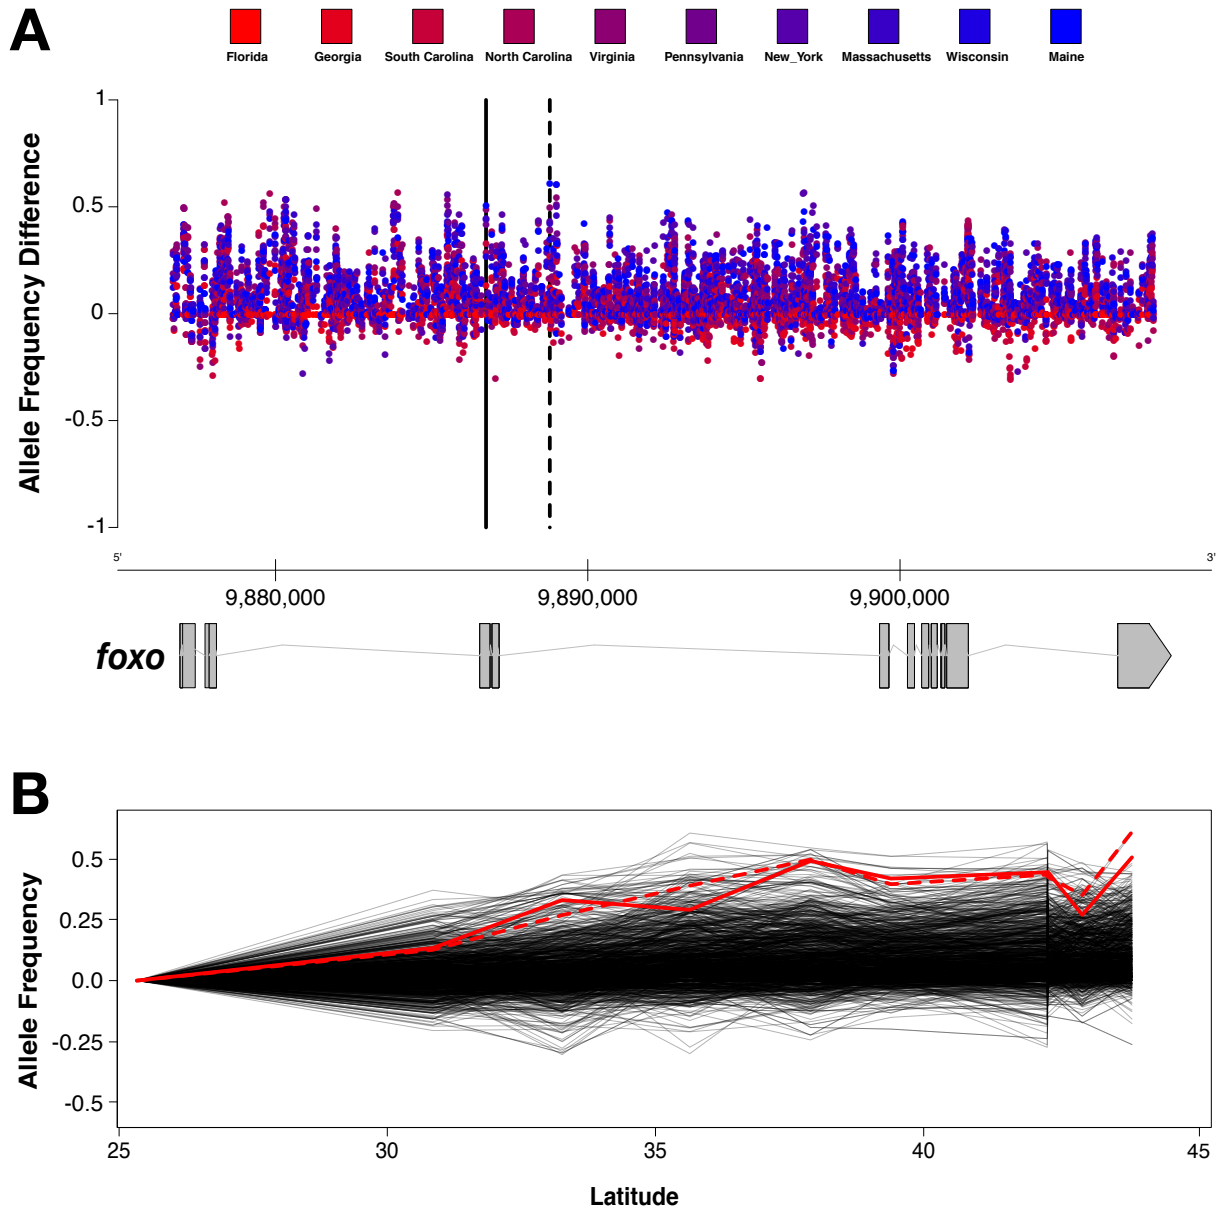 A
Florida Georgia South Carolina North Carolina Virginia Pennsylvania New_York Massachusetts Wisconsin Maine
Allele Frequency Difference
1
0.5
0
-0.5
-1
5' 3'
9,880,000 9,890,000 9,900,000
foxo
B
Allele Frequency
0.5
0.25
0.0
-0.25
-0.5
25 30 35 40 45
Latitude